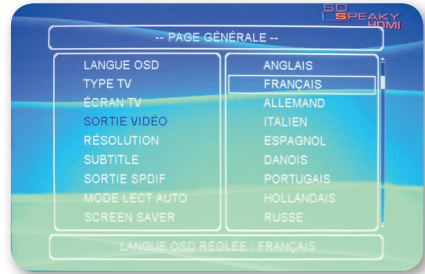 SO
SPEAKY
HDMI
-- PAGE GÉNÉRALE --
LANGUE OSD
TYPE TV
ÉCRAN TV
SORTIE VIDÉO
RÉSOLUTION
SUBTITLE
SORTIE SPDIF
MODE LECT AUTO
SCREEN SAVER
ANGLAIS
FRANÇAIS
ALLEMAND
ITALIEN
ESPAGNOL
DANOIS
PORTUGAIS
HOLLANDAIS
RUSSE
LANGUE OSD RÉGLÉE : FRANÇAIS